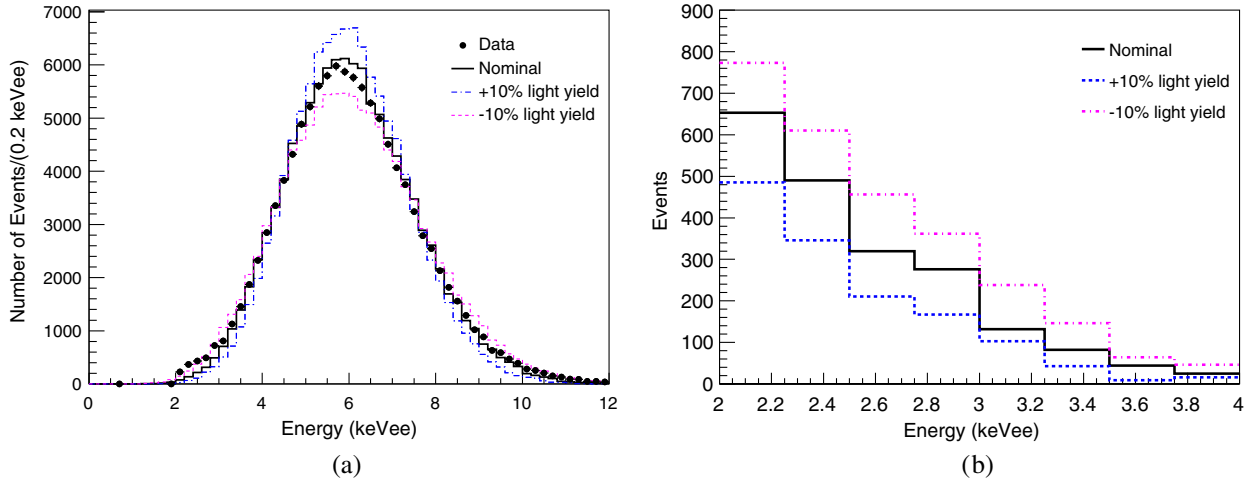 Number of Events/(0.2 keVee)
7000
6000
5000
4000
3000
2000
1000
0
0 2 4 6 8 10 12
Energy (keVee)
Data
Nominal
+10% light yield
-10% light yield
(a)
Events
900
800
700
600
500
400
300
200
100
0
2 2.2 2.4 2.6 2.8 3 3.2 3.4 3.6 3.8 4
Energy (keVee)
Nominal
+10% light yield
-10% light yield
(b)